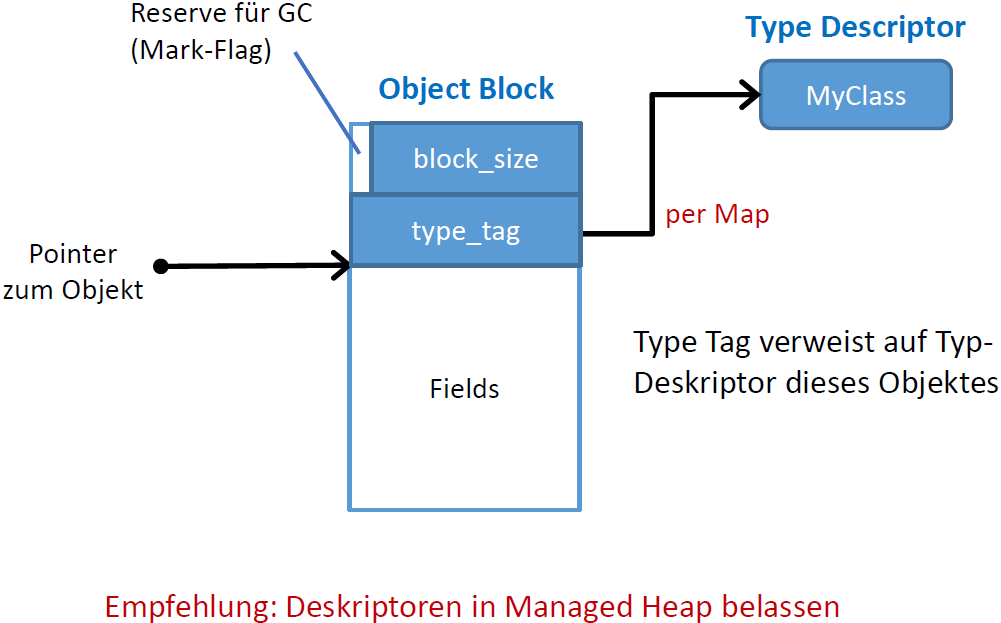 Reserve für GC
(Mark-Flag)
Type Descriptor
Object Block
MyClass
block_size
type_tag
per Map
Pointer
zum Objekt
Type Tag verweist auf Typ-
Deskriptor dieses Objektes
Fields
Empfehlung: Deskriptoren in Managed Heap belassen